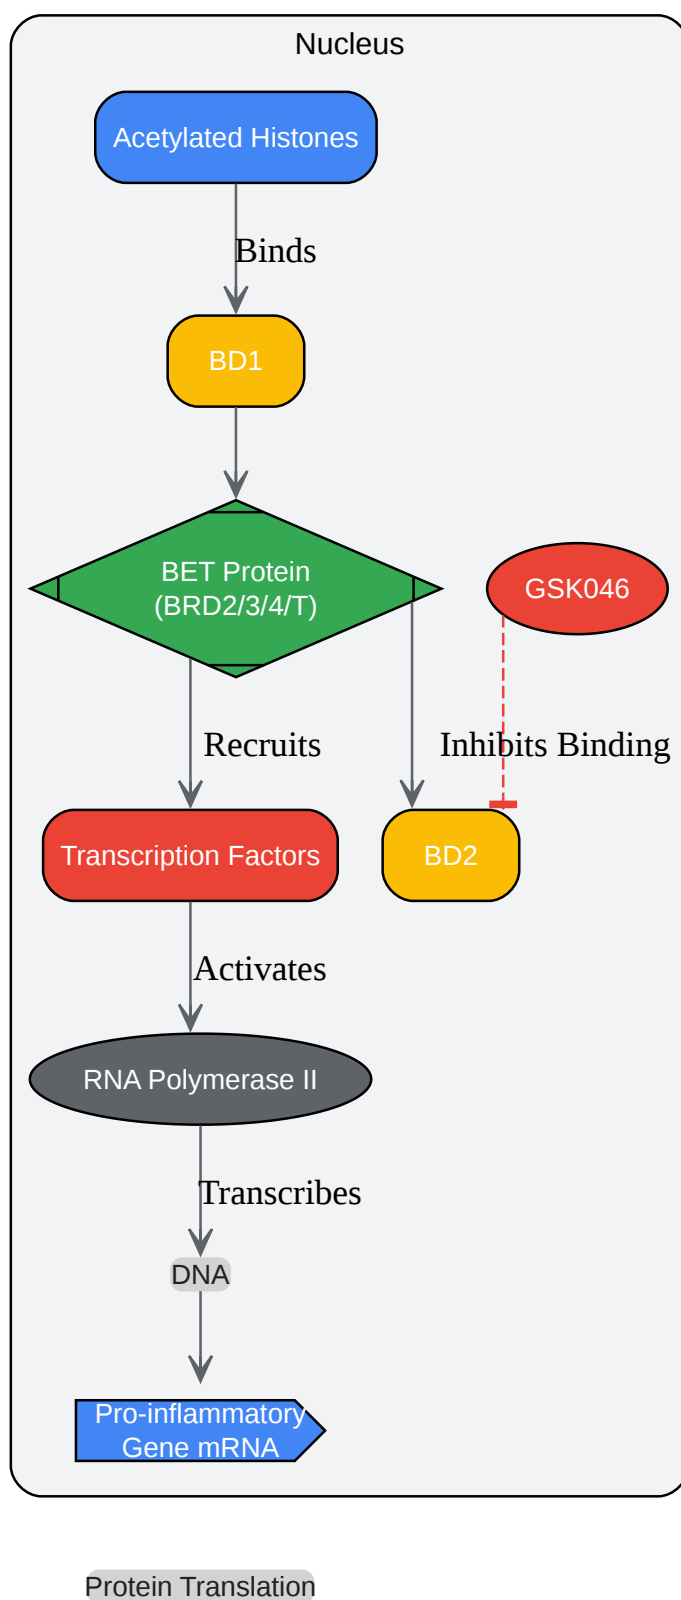 Nucleus
Acetylated Histones
Binds
BD1
BET Protein
(BRD2/3/4/T)
GSK046
Recruits
Inhibits Binding
Transcription Factors
BD2
Activates
RNA Polymerase II
Transcribes
DNA
Pro-inflammatory
Gene mRNA
Protein Translation